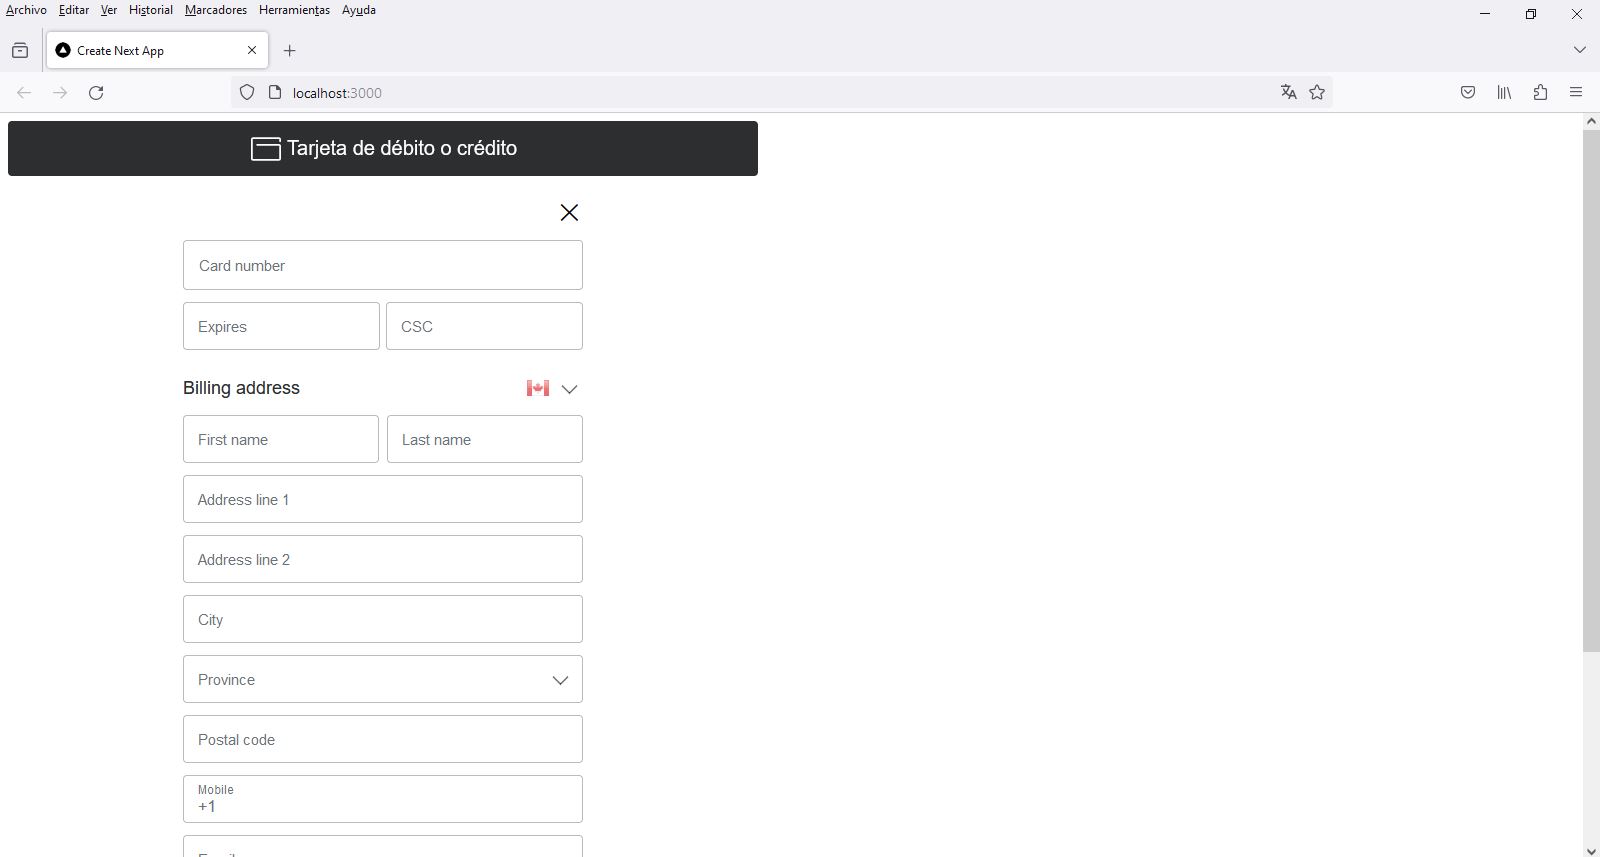 Archivo Editar Ver Historial Marcadores Herramientas Ayuda
Create Next App
localhost:3000
Tarjeta de débito o crédito
Card number
Expires CSC
Billing address
First name Last name
Address line 1
Address line 2
City
Province
Postal code
Mobile
+1